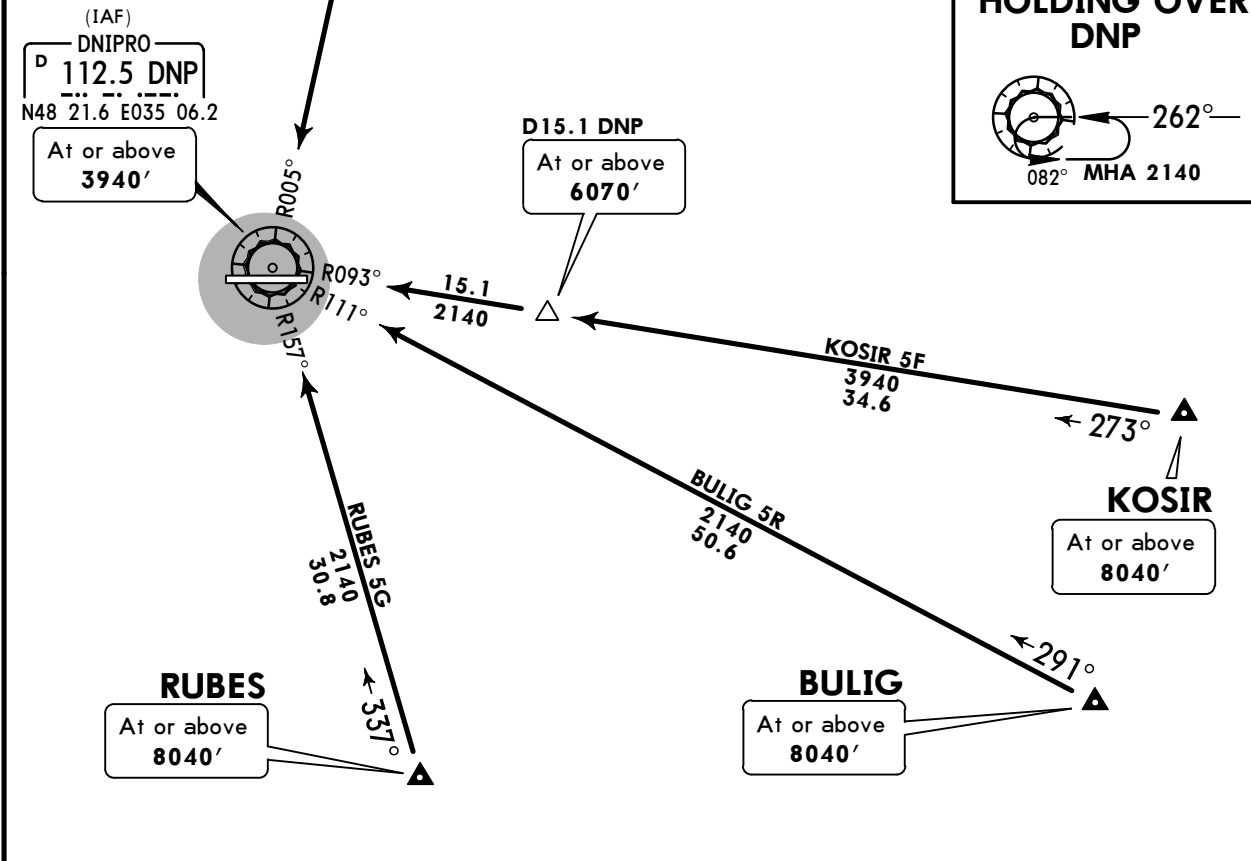 (IAF)
DNIPRO
D 112.5 DNP
N48 21.6 E035 06.2
At or above
3940′
HOLDING OVER
DNP
262°
082° MHA 2140
D15.1 DNP
At or above
6070′
R005°
R093°
R111°
R157°
15.1
2140
KOSIR 5F
3940
34.6
273°
KOSIR
At or above
8040′
BULIG 5R
2140
50.6
291°
BULIG
At or above
8040′
RUBES 5G
2140
30.8
337°
RUBES
At or above
8040′